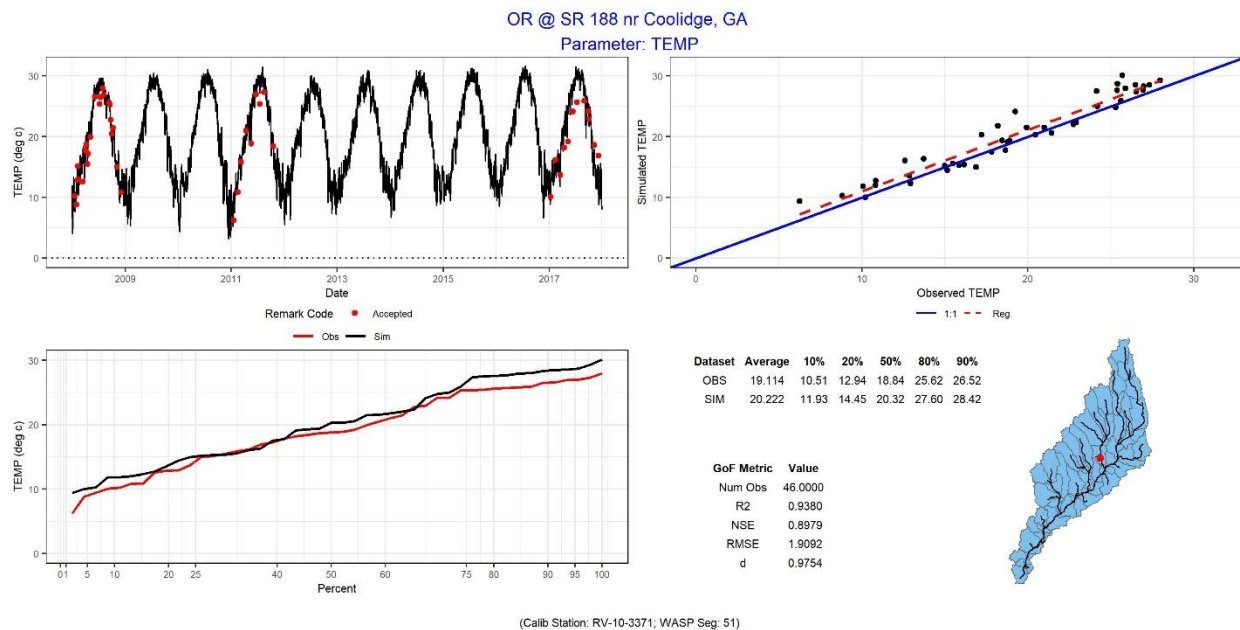 OR @ SR 188 nr Coolidge, GA
Parameter: TEMP
TEMP (deg c)
30
20
10
0
2009 2011 2013 2015 2017
Date
Remark Code Accepted
Simulated TEMP
30
20
10
0
0 10 20 30
Observed TEMP
1:1 Reg
Obs Sim
TEMP (deg c)
30
20
10
0
0 1 5 10 20 25 40 50 60 75 80 90 95 100
Percent
Dataset Average 10% 20% 50% 80% 90%
OBS 19.114 10.51 12.94 18.84 25.62 26.52
SIM 20.222 11.93 14.45 20.32 27.60 28.42
GoF Metric Value
Num Obs 46.0000
R2 0.9380
NSE 0.8979
RMSE 1.9092
d 0.9754
(Calib Station: RV-10-3371; WASP Seg: 51)